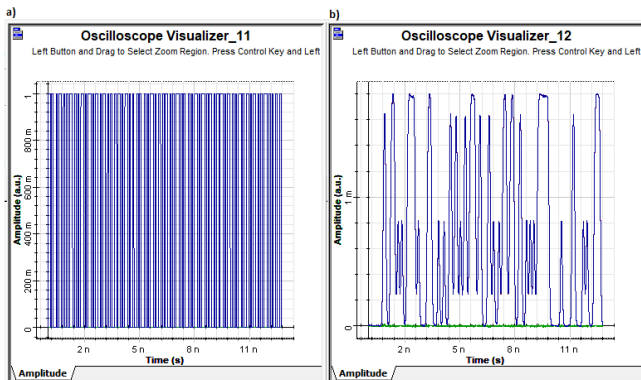 a)
Oscilloscope Visualizer_11
Left Button and Drag to Select Zoom Region. Press Control Key and Left
Amplitude (a.u.)
1
800 m
600 m
400 m
200 m
0
2 n
5 n
8 n
11 n
Time (s)
Amplitude
b)
Oscilloscope Visualizer_12
Left Button and Drag to Select Zoom Region. Press Control Key and Left
Amplitude (a.u.)
1 m
0
2 n
5 n
8 n
11 n
Time (s)
Amplitude